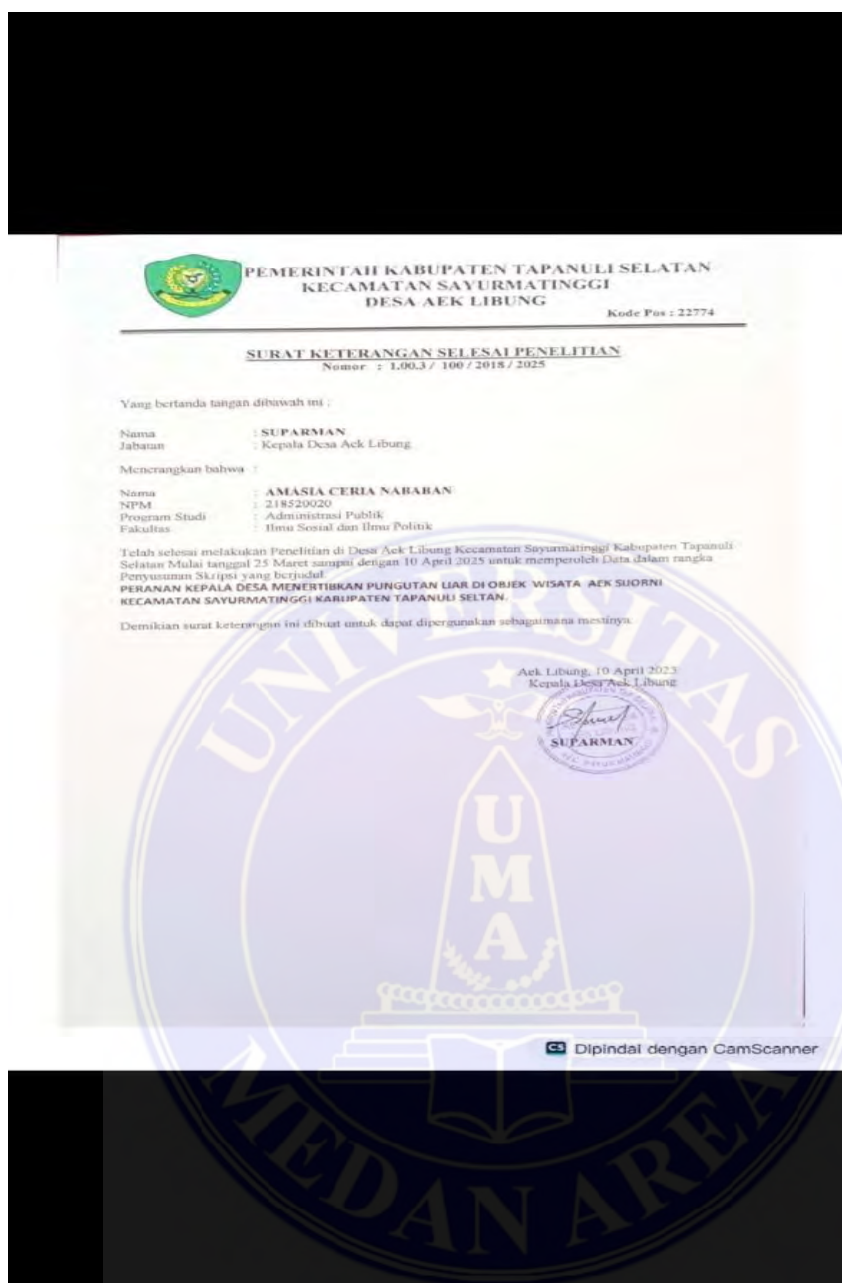 PEMERINTAH KABUPATEN TAPANULI SELATAN
KECAMATAN SAYURMATINGGI
DESA AEK LIBUNG
Kode Pos : 22774
SURAT KETERANGAN SELESAI PENELITIAN
Nomor : 1.00.3 / 100 / 2018 / 2025
Yang bertanda tangan dibawah ini :
Nama : SUPARMAN
Jabatan : Kepala Desa Aek Libung
Menerangkan bahwa :
Nama : AMASIA CERIA NABABAN
NPM : 218520020
Program Studi : Administrasi Publik
Fakultas : Ilmu Sosial dan Ilmu Politik
Telah selesai melakukan Penelitian di Desa Aek Libung Kecamatan Sayurmatinggi Kabupaten Tapanuli
Selatan Mulai tanggal 25 Maret sampai dengan 10 April 2025 untuk memperoleh Data dalam rangka
Penyusunan Skripsi yang berjudul
PERANAN KEPALA DESA MENERTIBKAN PUNGUTAN LIAR DI OBJEK WISATA AEK SIJORNI
KECAMATAN SAYURMATINGGI KABUPATEN TAPANULI SELTAN.
Demikian surat keterangan ini dibuat untuk dapat dipergunakan sebagaimana mestinya.
Aek Libung, 10 April 2023
Kepala Desa Aek Libung
SUPARMAN
UNIVERSITAS
UMA
MEDAN AREA
CS Dipindai dengan CamScanner